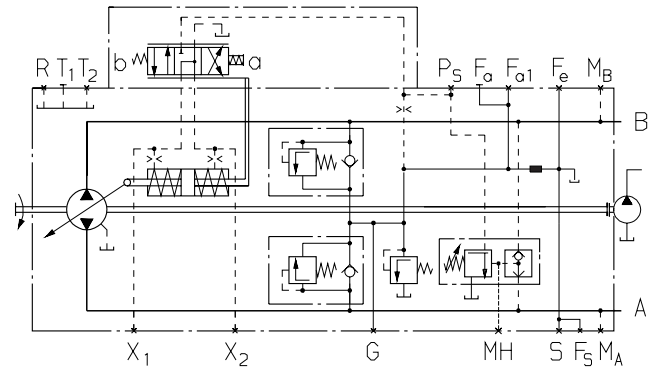 b a
R T1 T2 PS Fa Fa1 Fe MB
B
A
X1 X2 G MH S FS MA